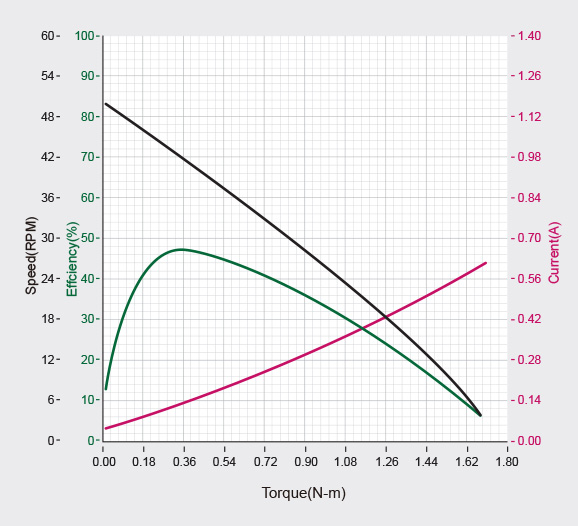 60- 100- - 1.40
54- 90- - 1.26
48- 80- - 1.12
42- 70- - 0.98
36- 60- - 0.84
30- 50- - 0.70
24- 40- - 0.56
18- 30- - 0.42
12- 20- - 0.28
6- 10- - 0.14
0- 0- - 0.00
Speed(RPM)
Effciency(%)
Current(A)
0.00 0.18 0.36 0.54 0.72 0.90 1.08 1.26 1.44 1.62 1.80
Torque(N-m)